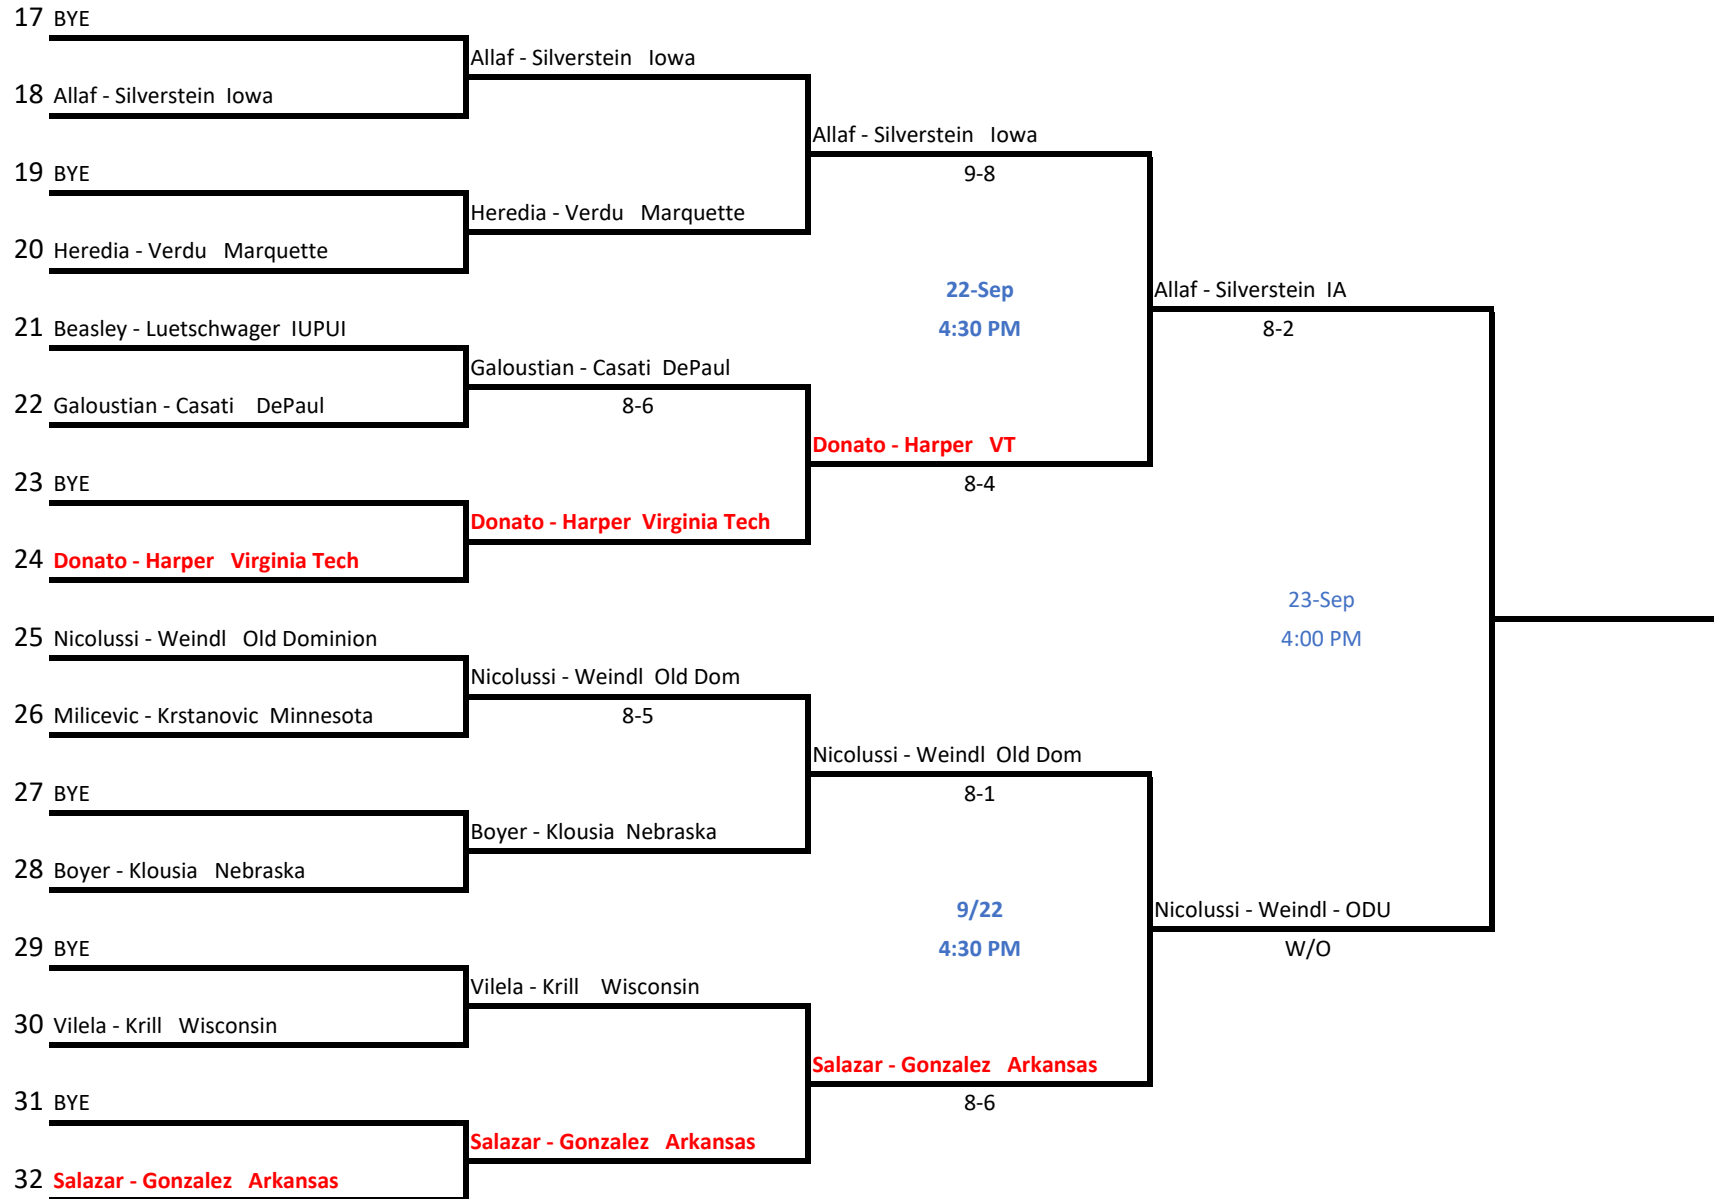 17 BYE
Allaf - Silverstein Iowa
18 Allaf - Silverstein Iowa
Allaf - Silverstein Iowa
19 BYE
9-8
Heredia - Verdu Marquette
20 Heredia - Verdu Marquette
22-Sep
Allaf - Silverstein IA
21 Beasley - Luetschwager IUPUI
4:30 PM
8-2
Galoustian - Casati DePaul
22 Galoustian - Casati DePaul
8-6
Donato - Harper VT
23 BYE
8-4
Donato - Harper Virginia Tech
24 Donato - Harper Virginia Tech
23-Sep
25 Nicolussi - Weindl Old Dominion
4:00 PM
Nicolussi - Weindl Old Dom
26 Milicevic - Krstanovic Minnesota
8-5
Nicolussi - Weindl Old Dom
27 BYE
8-1
Boyer - Klousia Nebraska
28 Boyer - Klousia Nebraska
9/22
Nicolussi - Weindl - ODU
29 BYE
4:30 PM
W/O
Vilela - Krill Wisconsin
30 Vilela - Krill Wisconsin
Salazar - Gonzalez Arkansas
31 BYE
8-6
Salazar - Gonzalez Arkansas
32 Salazar - Gonzalez Arkansas